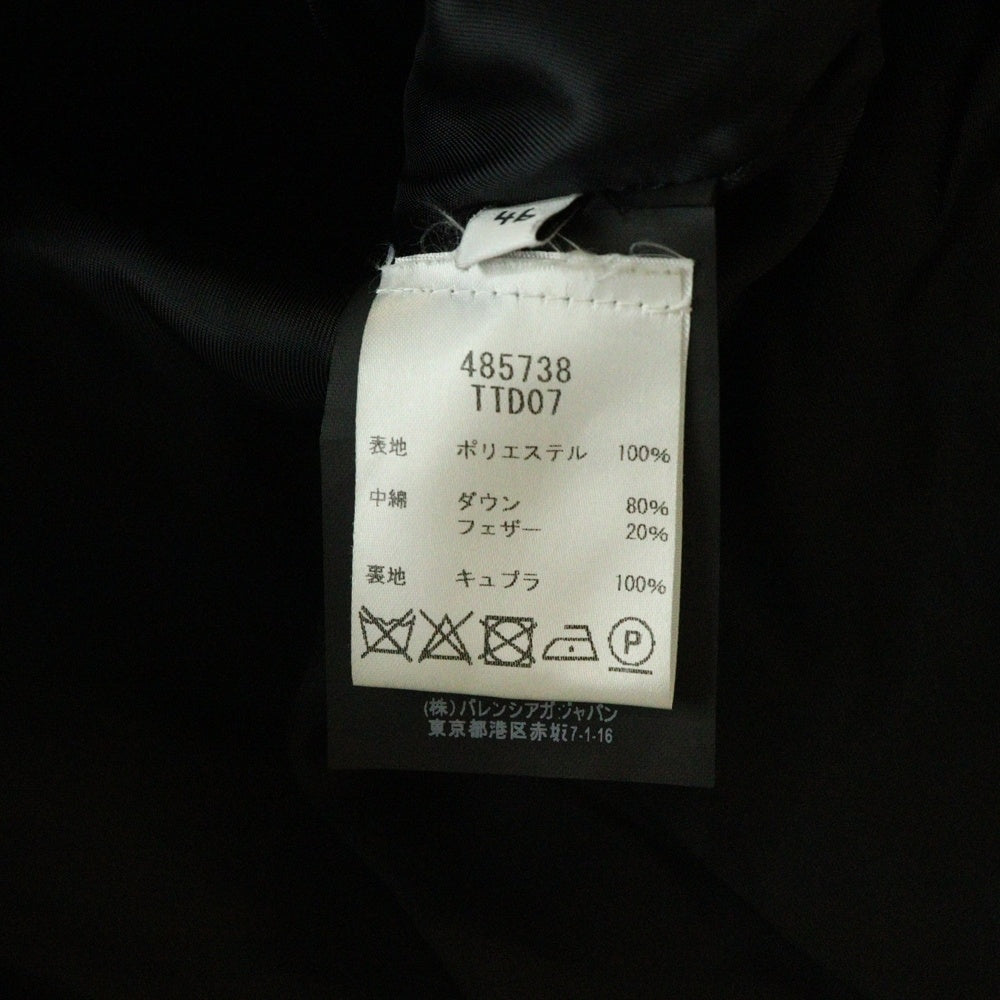 46
485738
TTD07
表地 ポリエステル 100%
中綿 ダウン 80%
フェザー 20%
裏地 キュプラ 100%
P
(株)バレンシアガジャパン
東京都港区赤坂7-1-16